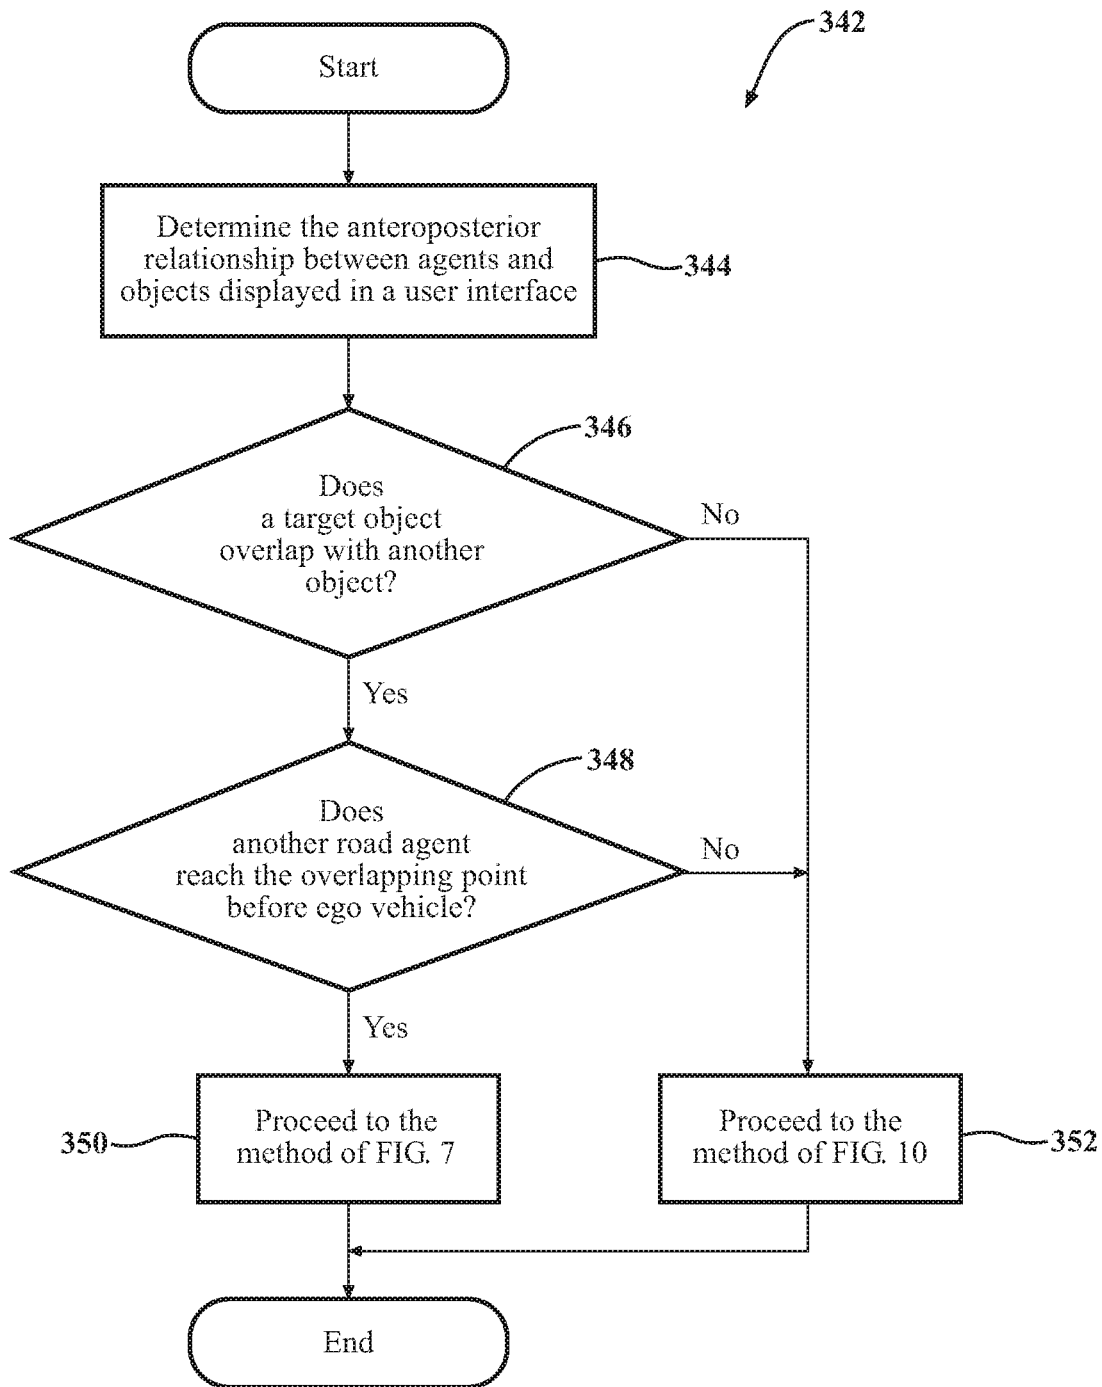 342
Start
Determine the anteroposterior
relationship between agents and
objects displayed in a user interface
344
346
Does
a target object
overlap with another
object?
No
Yes
348
Does
another road agent
reach the overlapping point
before ego vehicle?
No
Yes
350
Proceed to the
method of FIG. 7
Proceed to the
method of FIG. 10
352
End